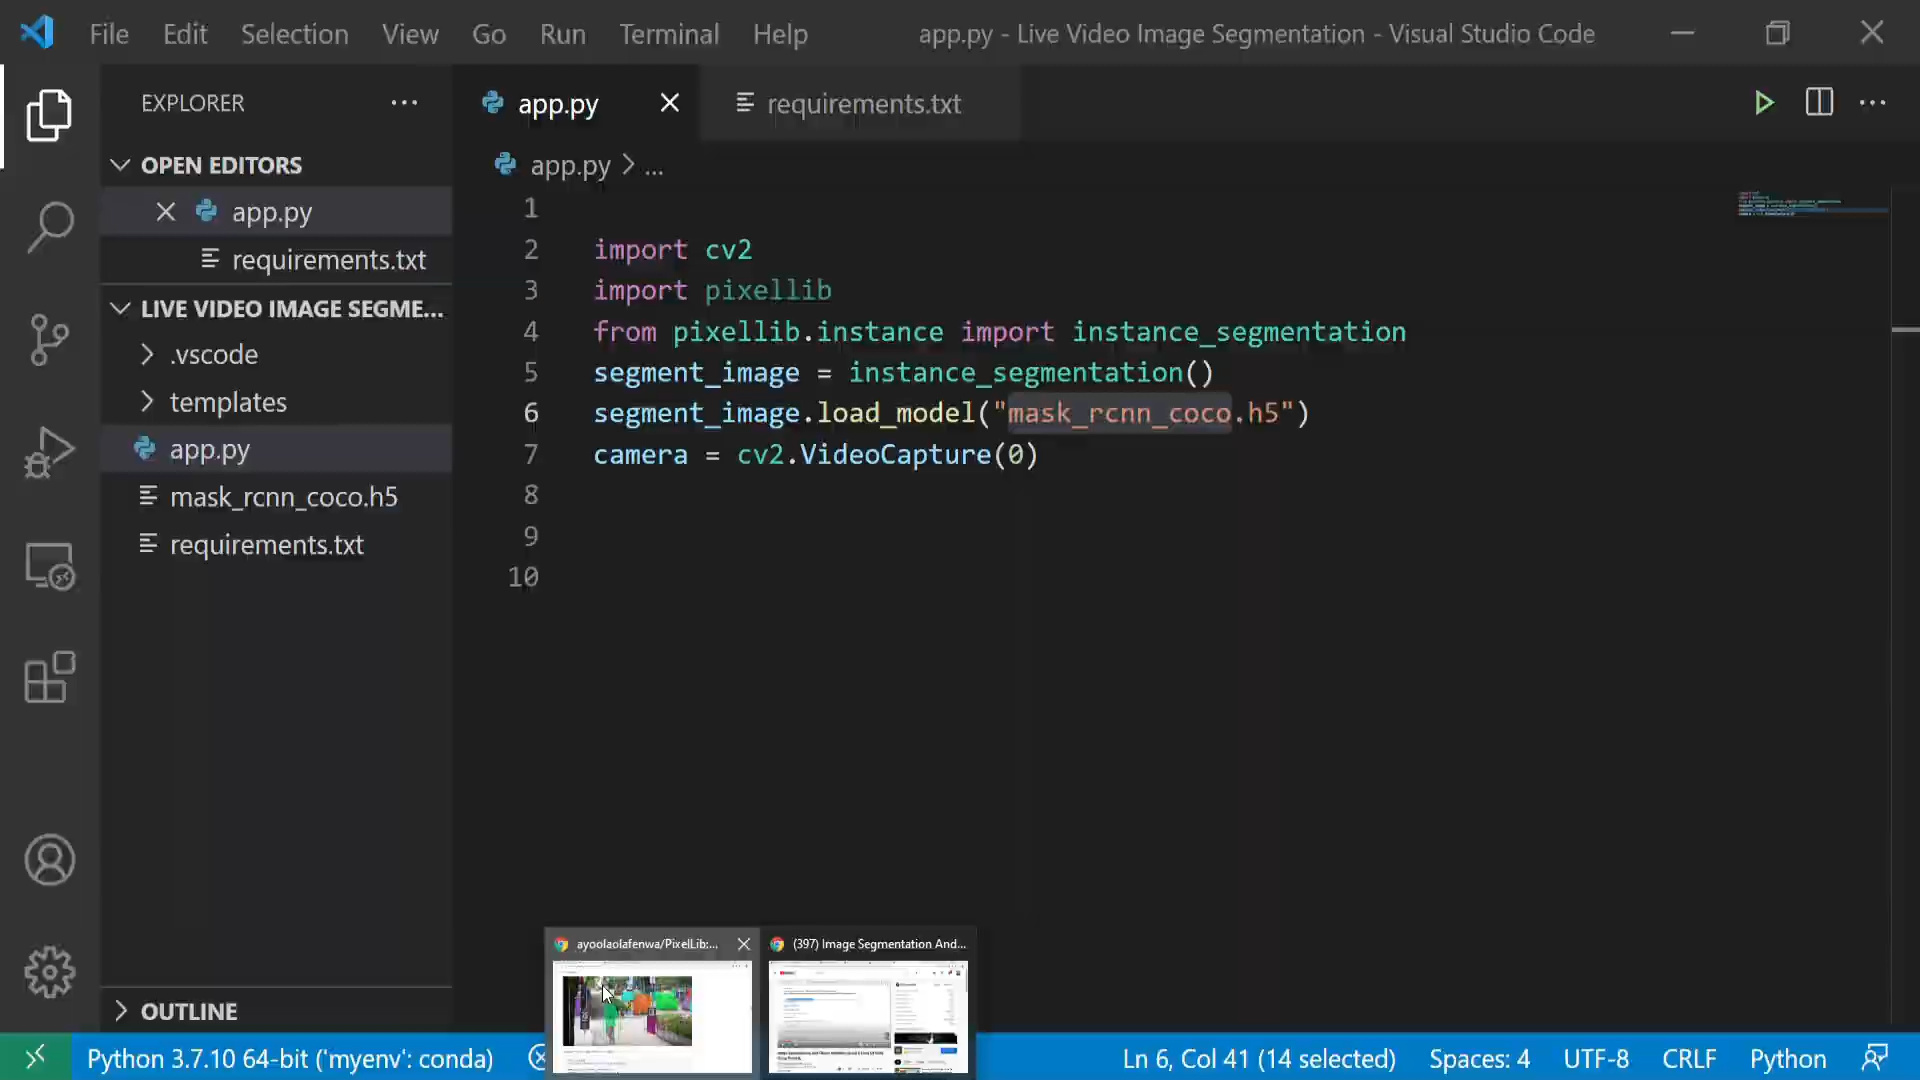 File Edit Selection View Go Run Terminal Help app.py - Live Video Image Segmentation - Visual Studio Code
EXPLORER
OPEN EDITORS
app.py
requirements.txt
LIVE VIDEO IMAGE SEGME...
.vscode
templates
app.py
mask_rcnn_coco.h5
requirements.txt
OUTLINE
app.py requirements.txt
app.py > ...
1
2 import cv2
3 import pixellib
4 from pixellib.instance import instance_segmentation
5 segment_image = instance_segmentation()
6 segment_image.load_model("mask_rcnn_coco.h5")
7 camera = cv2.VideoCapture(0)
8
9
10
ayoolaolafenwa/PixelLib:...
(397) Image Segmentation And...
Python 3.7.10 64-bit ('myenv': conda) Ln 6, Col 41 (14 selected) Spaces: 4 UTF-8 CRLF Python